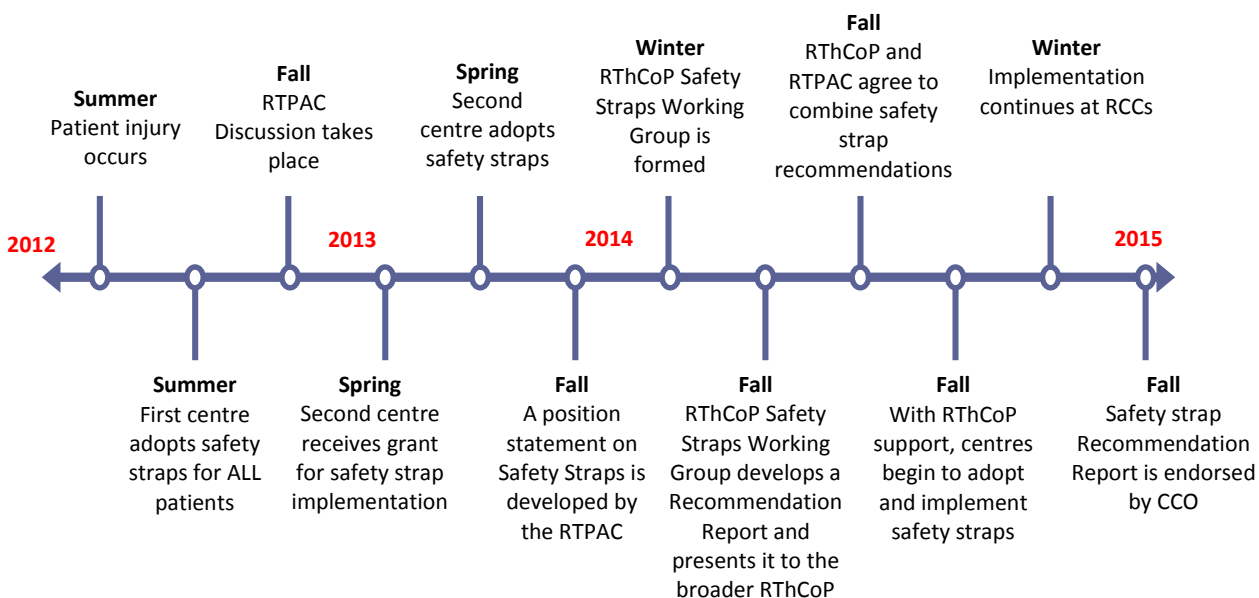 Summer
Patient injury
occurs
Fall
RTPAC
Discussion takes
place
Spring
Second
centre adopts
safety straps
Winter
RThCoP Safety
Straps Working
Group is
formed
Fall
RThCoP and
RTPAC agree to
combine safety
strap
recommendations
Winter
Implementation
continues at RCCs
2012
2013
2014
2015
Summer
First centre
adopts safety
straps for ALL
patients
Spring
Second centre
receives grant
for safety strap
implementation
Fall
A position
statement on
Safety Straps is
developed by
the RTPAC
Fall
RThCoP Safety
Straps Working
Group develops a
Recommendation
Report and
presents it to the
broader RThCoP
Fall
With RThCoP
support, centres
begin to adopt
and implement
safety straps
Fall
Safety strap
Recommendation
Report is endorsed
by CCO